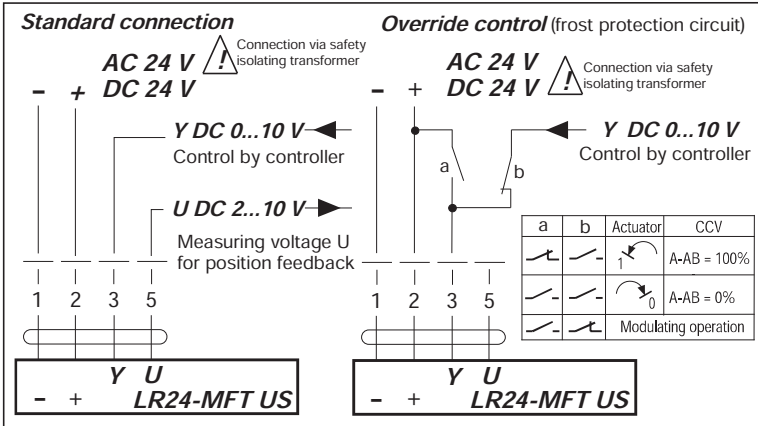 Standard connection
AC 24 V
DC 24 V
!
Connection via safety
isolating transformer
- +
Y DC 0...10 V
Control by controller
U DC 2...10 V
Measuring voltage U
for position feedback
1 2 3 5
Y U
- + LR24-MFT US
Override control (frost protection circuit)
AC 24 V
DC 24 V
!
Connection via safety
isolating transformer
- +
Y DC 0...10 V
Control by controller
a b
a b Actuator CCV
1 A-AB = 100%
0 A-AB = 0%
Modulating operation
1 2 3 5
Y U
- + LR24-MFT US